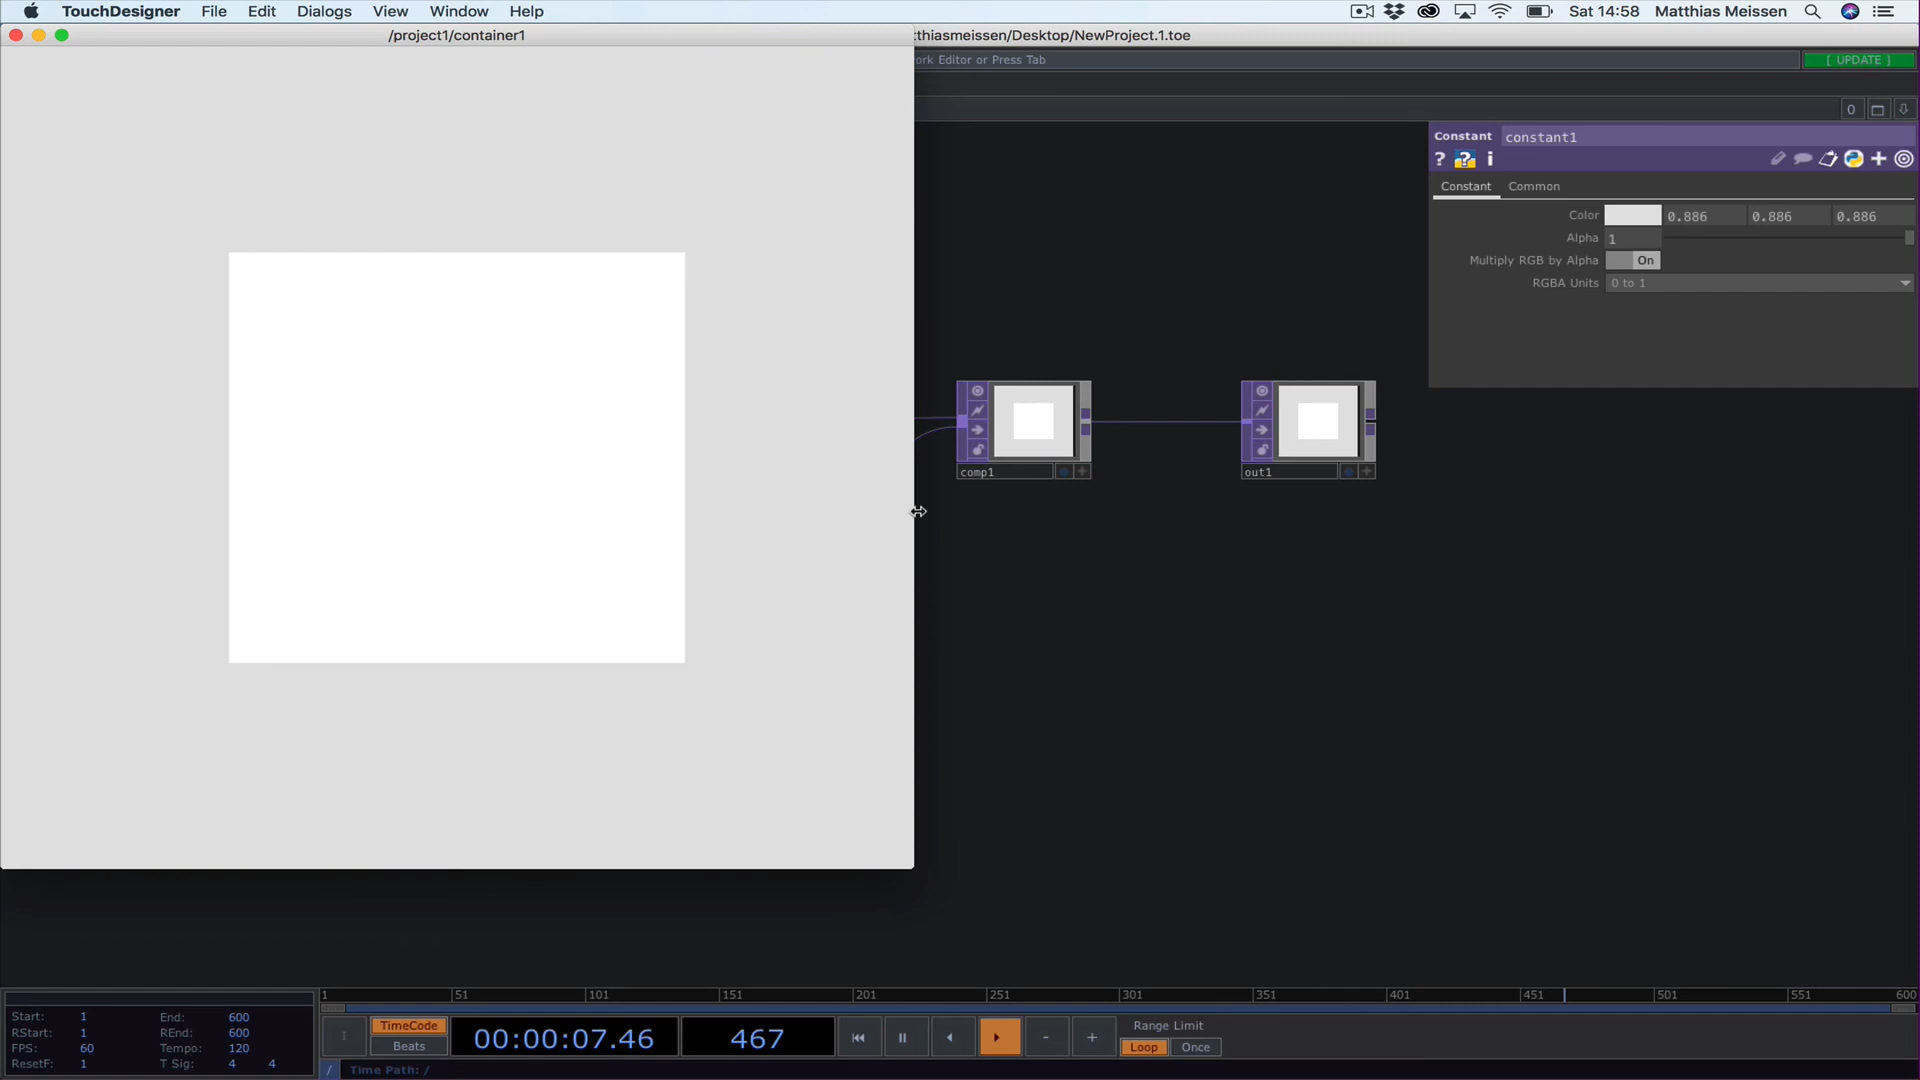 TouchDesigner File Edit Dialogs View Window Help Sat 14:58 Matthias Meissen
/project1/container1
tthiasmeissen/Desktop/NewProject.1.toe
ork Editor or Press Tab
[ UPDATE ]
0
Constant constant1
? ? i
Constant Common
Color 0.886 0.886 0.886
Alpha 1
Multiply RGB by Alpha On
RGBA Units 0 to 1
comp1
out1
1 51 101 151 201 251 301 351 401 451 501 551 600
Start: 1 End: 600
RStart: 1 REnd: 600
FPS: 60 Tempo: 120
ResetF: 1 T Sig: 4 4
TimeCode
Beats
00:00:07.46
467
- +
Range Limit
Loop Once
/ Time Path: /